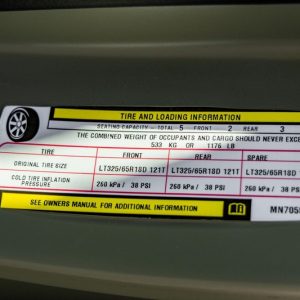 TIRE AND LOADING INFORMATION
SEATING CAPACITY - TOTAL 5 FRONT 2 REAR 3
THE COMBINED WEIGHT OF OCCUPANTS AND CARGO SHOULD NEVER EXCE
533 KG OR 1176 LB
TIRE FRONT REAR SPARE
ORIGINAL TIRE SIZE LT325/65R18D 121T LT325/65R18D 121T LT325/65R18D
COLD TIRE INFLATION PRESSURE 260 kPa / 38 PSI 260 kPa / 38 PSI 260 kPa / 38 PSI
SEE OWNERS MANUAL FOR ADDITIONAL INFORMATION MN705